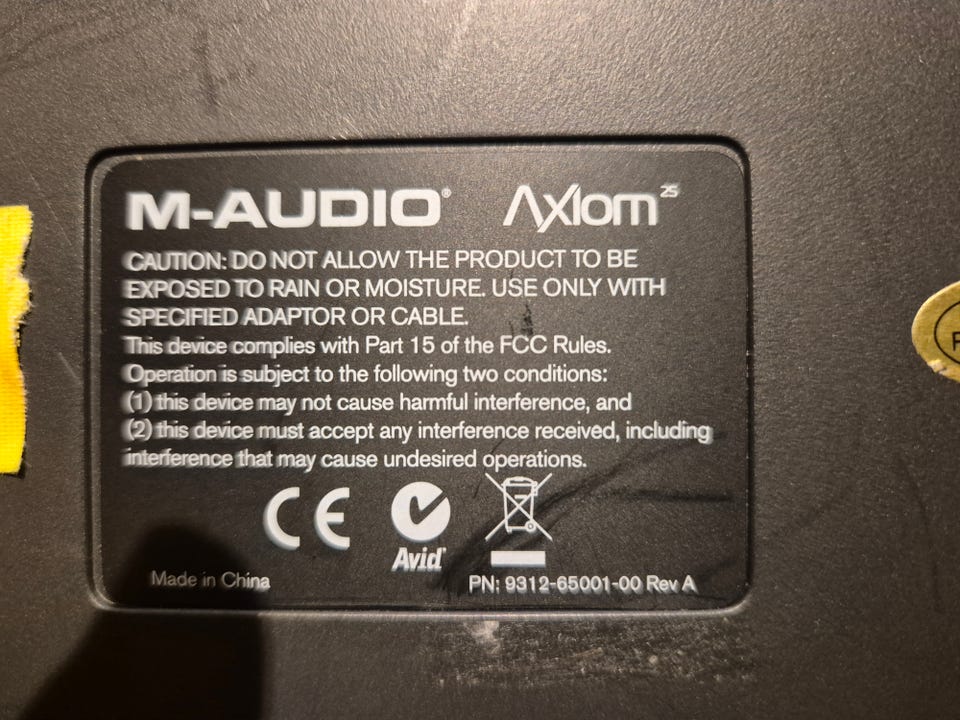 M-AUDIO® Axiom 25
CAUTION: DO NOT ALLOW THE PRODUCT TO BE
EXPOSED TO RAIN OR MOISTURE. USE ONLY WITH
SPECIFIED ADAPTOR OR CABLE.
This device complies with Part 15 of the FCC Rules.
Operation is subject to the following two conditions:
(1) this device may not cause harmful interference, and
(2) this device must accept any interference received, including
interference that may cause undesired operations.
CE
Avid®
Made in China PN: 9312-65001-00 Rev A